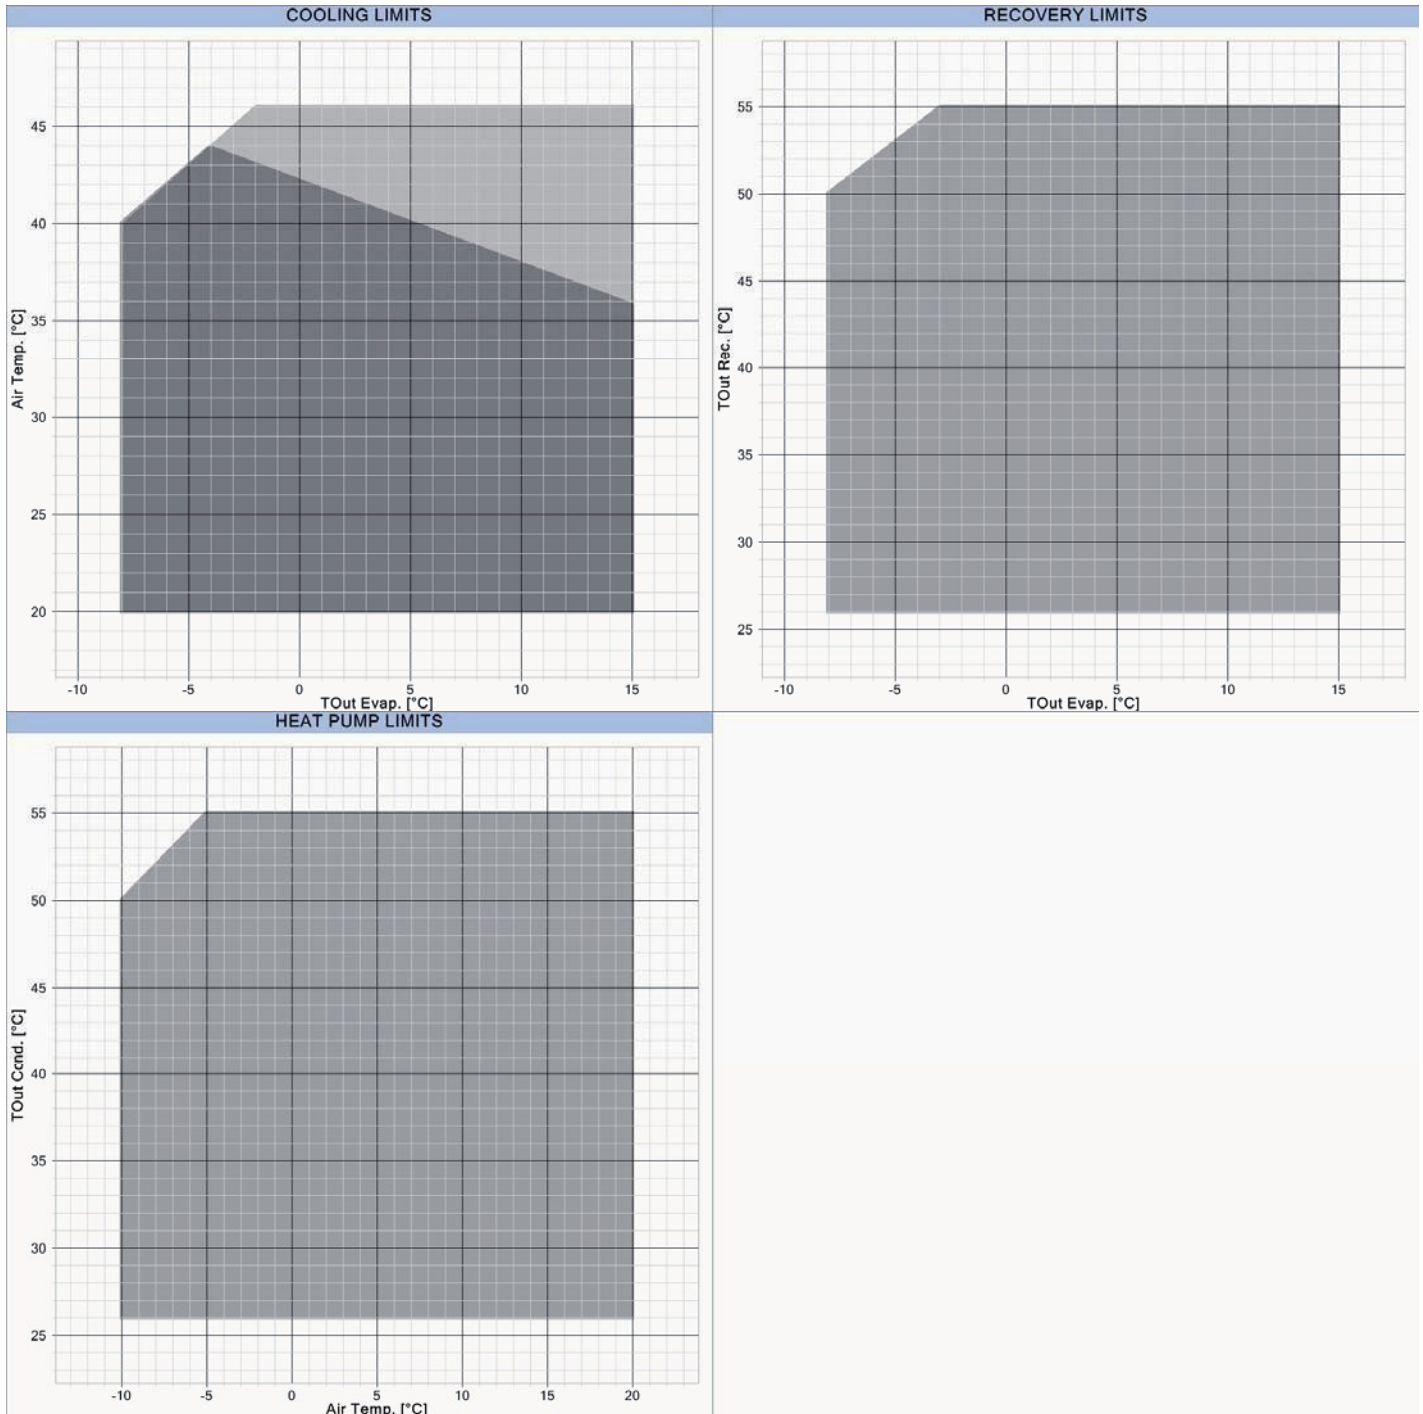 COOLING LIMITS
45
40
35
30
25
20
Air Temp. [°C]
-10 -5 0 5 10 15
TOut Evap. [°C]
RECOVERY LIMITS
55
50
45
40
35
30
25
TOut Rec. [°C]
-10 -5 0 5 10 15
TOut Evap. [°C]
HEAT PUMP LIMITS
55
50
45
40
35
30
25
TOut Cond. [°C]
-10 -5 0 5 10 15 20
Air Temp. [°C]